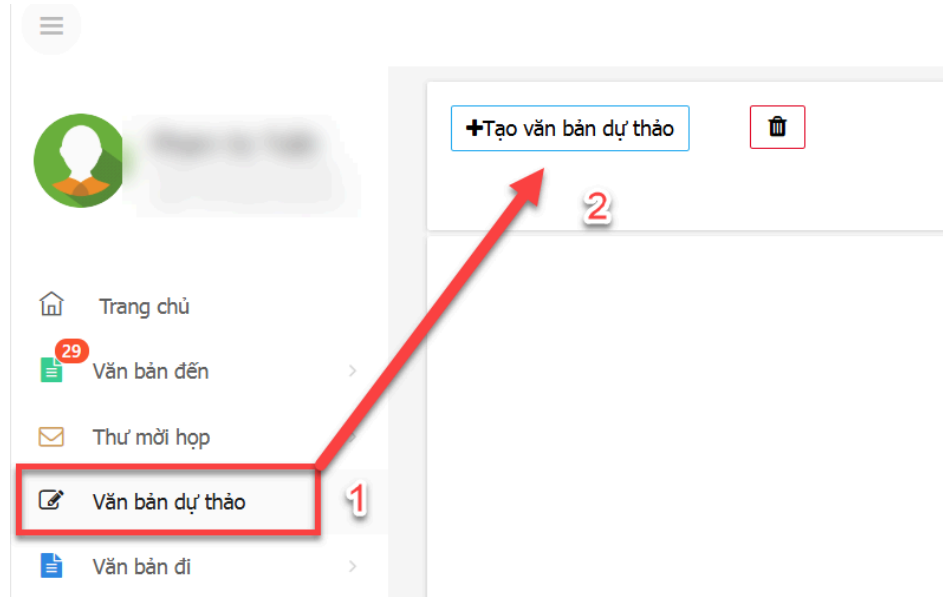 +Tạo văn bản dự thảo
2
Trang chủ
29
Văn bản đến
Thư mời họp
Văn bản dự thảo
1
Văn bản đi